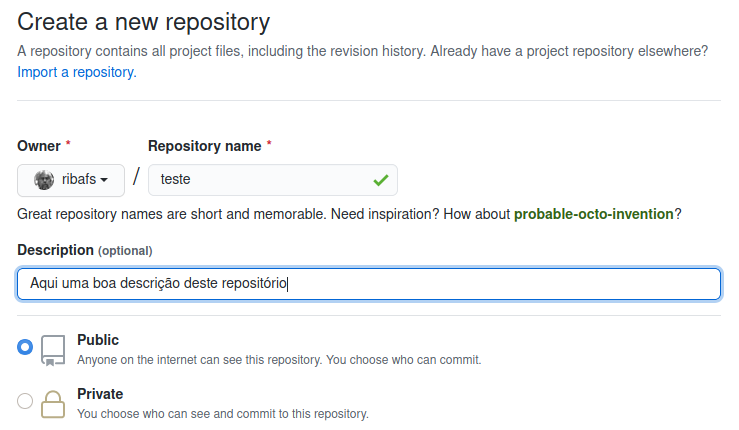 Create a new repository
A repository contains all project files, including the revision history. Already have a project repository elsewhere?
Import a repository.
Owner * Repository name *
ribafs / teste
Great repository names are short and memorable. Need inspiration? How about probable-octo-invention?
Description (optional)
Aqui uma boa descrição deste repositório
Public
Anyone on the internet can see this repository. You choose who can commit.
Private
You choose who can see and commit to this repository.